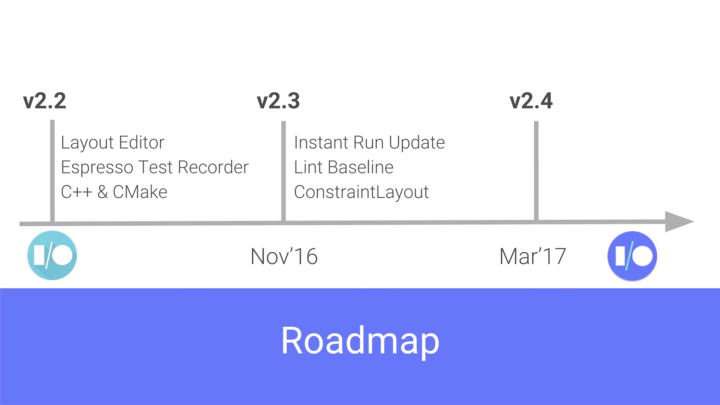 v2.2
v2.3
v2.4
Layout Editor
Espresso Test Recorder
C++ & CMake
Instant Run Update
Lint Baseline
ConstraintLayout
I/O
Nov’16
Mar’17
I/O
Roadmap